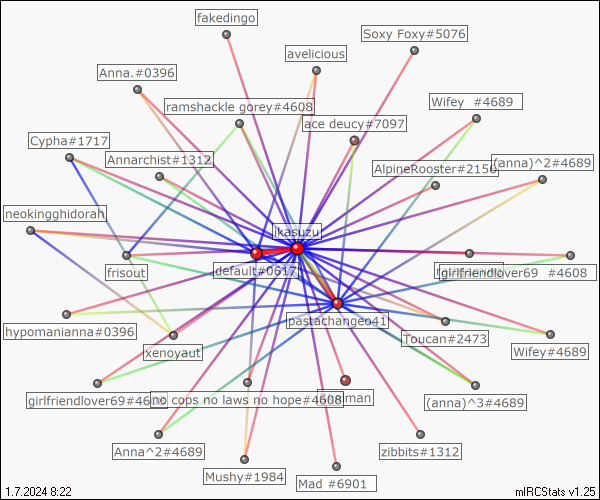 fakedingo
Soxy Foxy#5076
avelicious
Anna.#0396
ramshackle gorey#4608
Wifey #4689
ace deucy#7097
Cypha#1717
Annarchist#1312
AlpineRooster#2156
(anna)^2#4689
neokingghidorah
ikasuzu
frisout
default#0617
girlfriendlover69 #4608
hypomanianna#0396
pastachangeo41
Toucan#2473
xenoyaut
Wifey#4689
girlfriendlover69#4608
no cops no laws no hope#4608
man
(anna)^3#4689
Anna^2#4689
zibbits#1312
Mushy#1984
Mad #6901
1.7.2024 8:22
mIRCStats v1.25